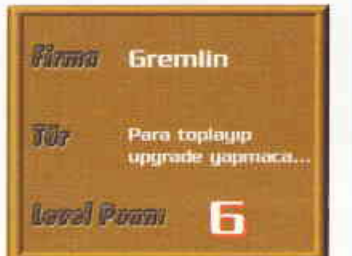 Firma Gremlin
Tür Para toplayıp
upgrade yapmaca...
Level Puanı 6